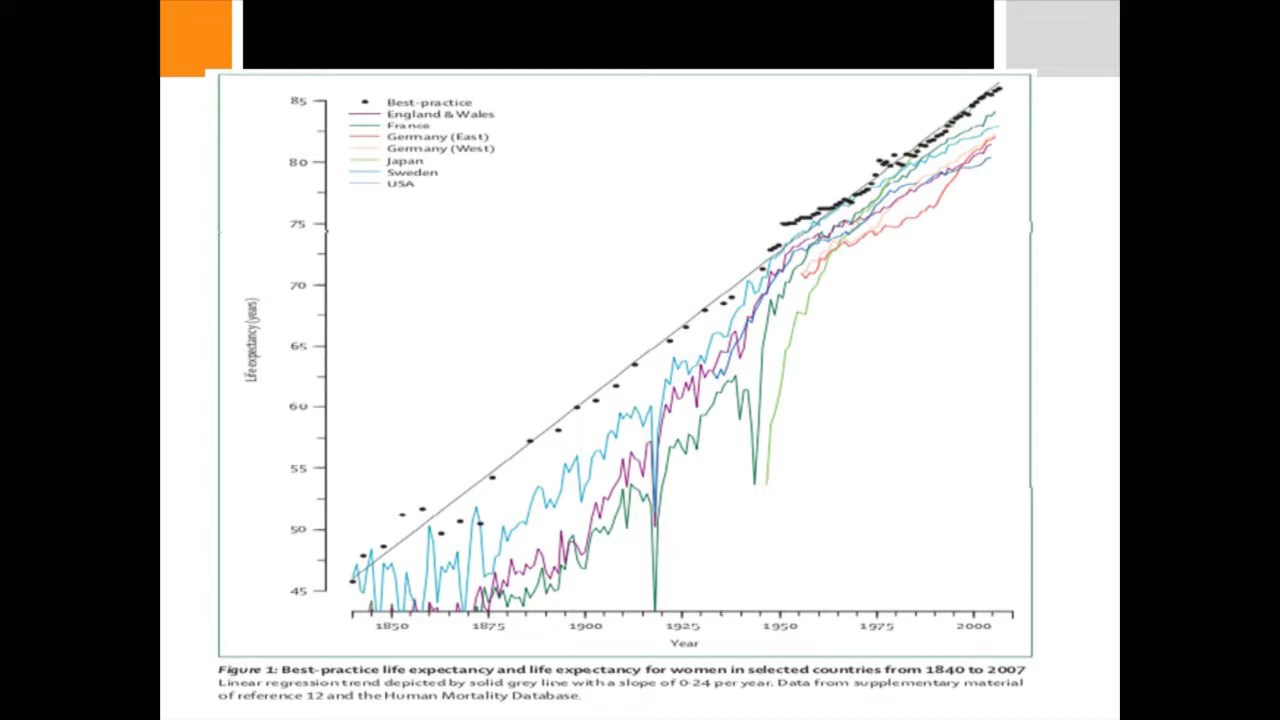 Best-practice
England & Wales
France
Germany (East)
Germany (West)
Japan
Sweden
USA
85
80
75
70
65
60
55
50
45
Life expectancy (years)
1850 1875 1900 1925 1950 1975 2000
Year
Figure 1: Best-practice life expectancy and life expectancy for women in selected countries from 1840 to 2007
Linear regression trend depicted by solid grey line with a slope of 0·24 per year. Data from supplementary material
of reference 12 and the Human Mortality Database.